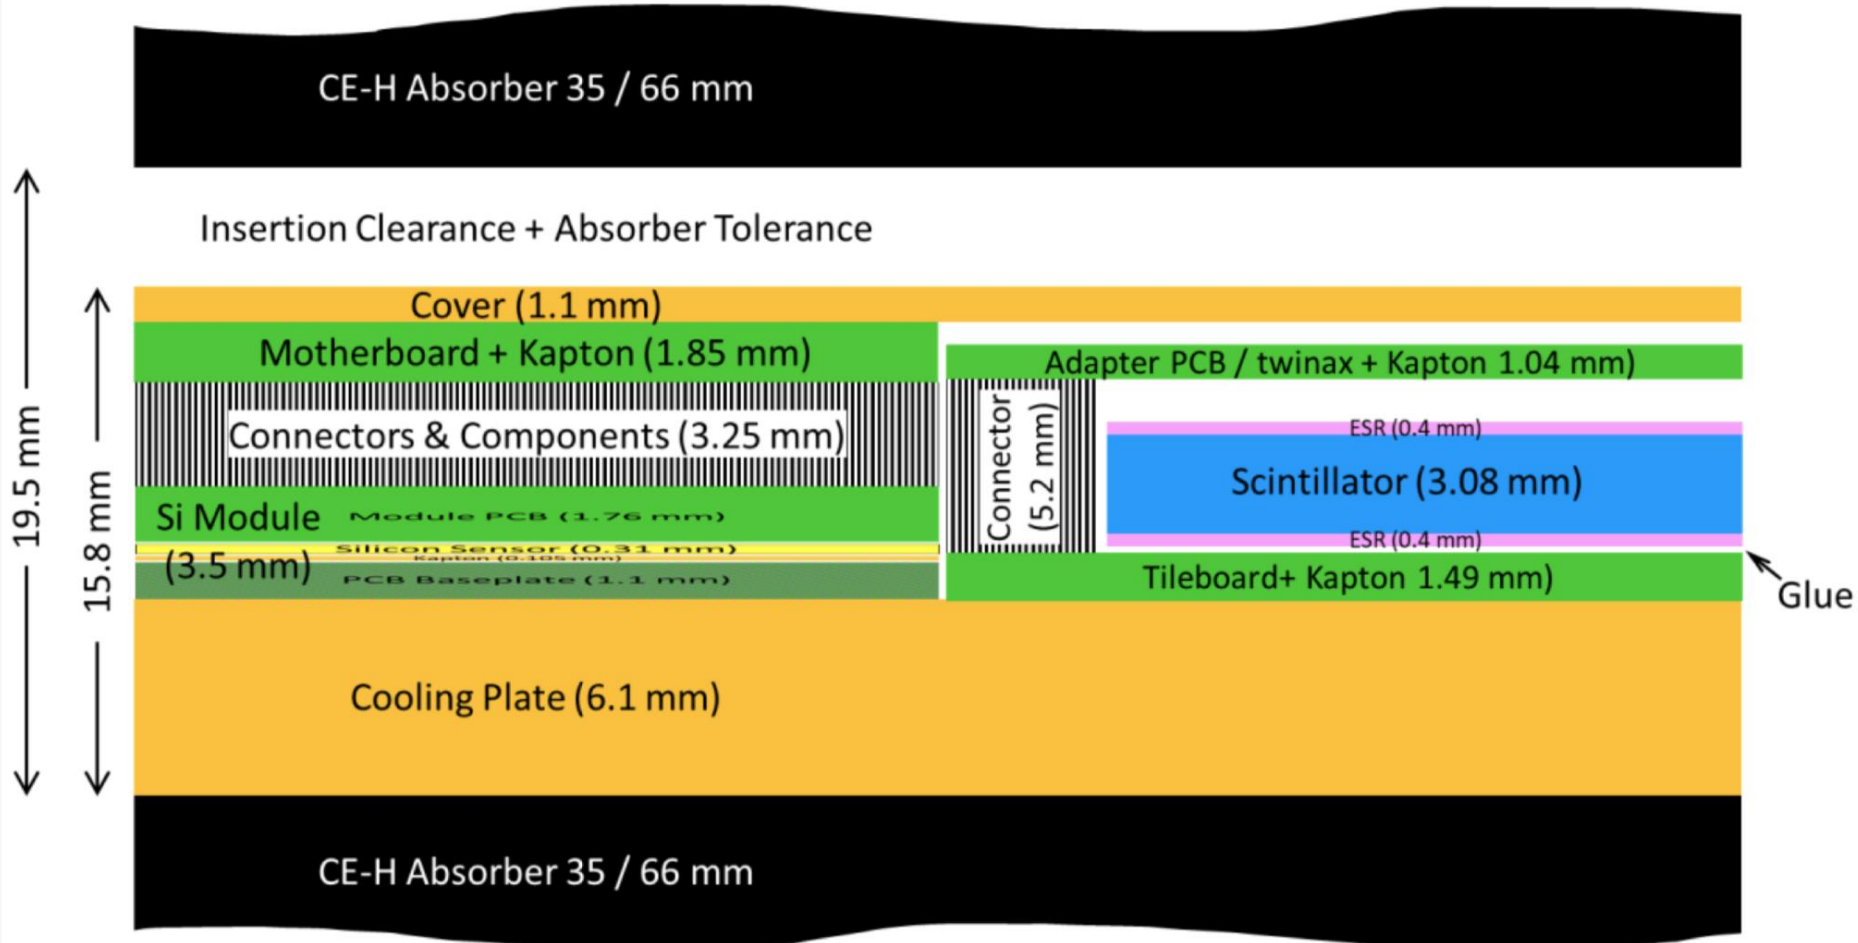 CE-H Absorber 35 / 66 mm
Insertion Clearance + Absorber Tolerance
19.5 mm
15.8 mm
Cover (1.1 mm)
Motherboard + Kapton (1.85 mm)
Connectors & Components (3.25 mm)
Si Module
(3.5 mm)
Module PCB (1.76 mm)
Silicon Sensor (0.31 mm)
Kapton (0.105 mm)
PCB Baseplate (1.1 mm)
Adapter PCB / twinax + Kapton 1.04 mm)
Connector
(5.2 mm)
ESR (0.4 mm)
Scintillator (3.08 mm)
ESR (0.4 mm)
Tileboard+ Kapton 1.49 mm)
Glue
Cooling Plate (6.1 mm)
CE-H Absorber 35 / 66 mm